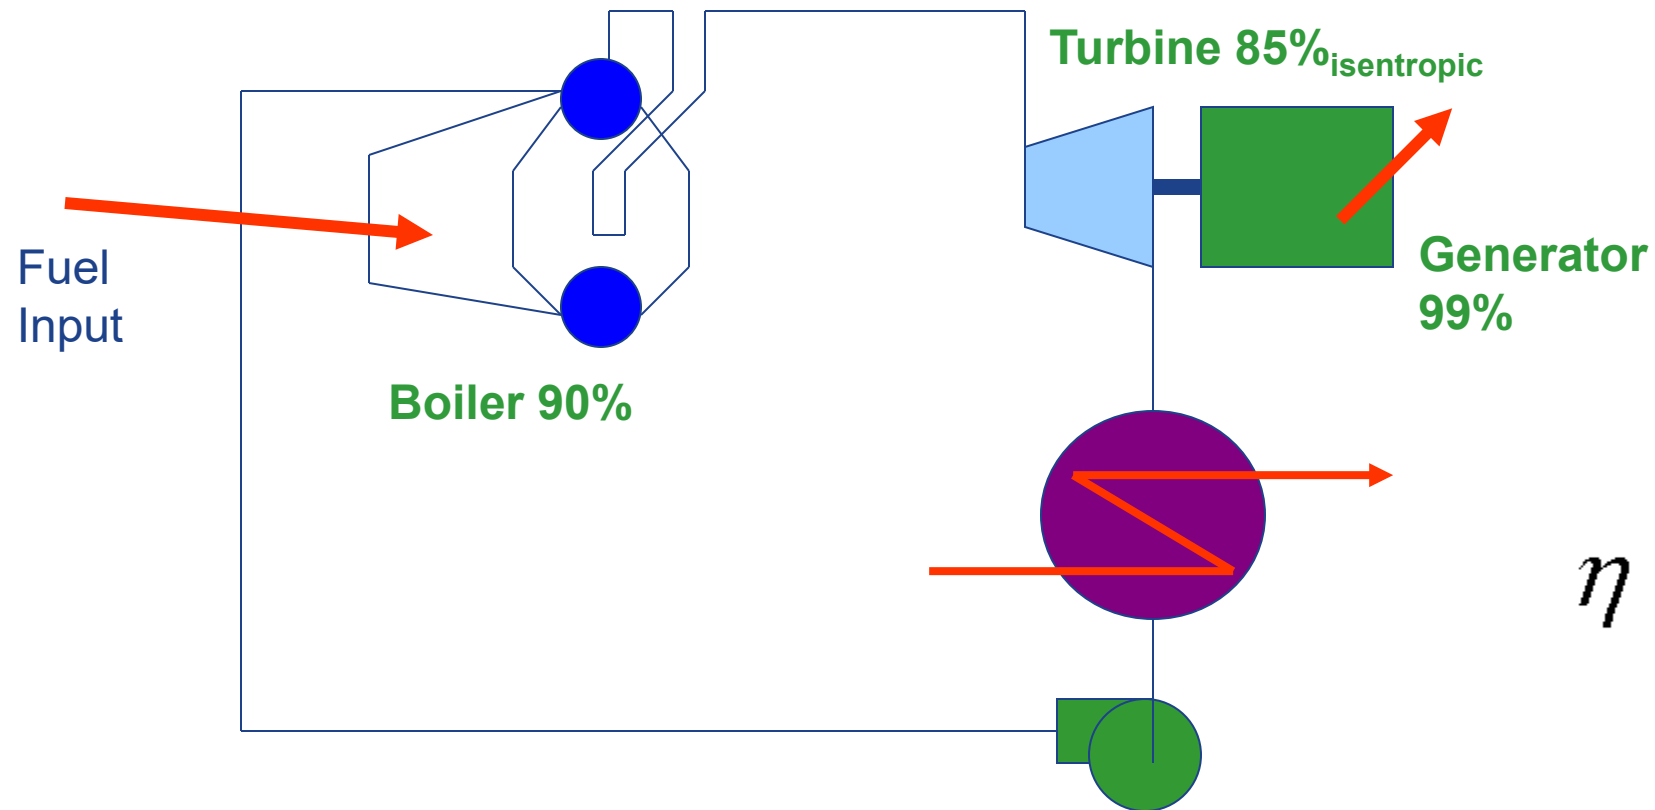 Turbine 85%isentropic
Fuel
Input
Generator
99%
Boiler 90%
η